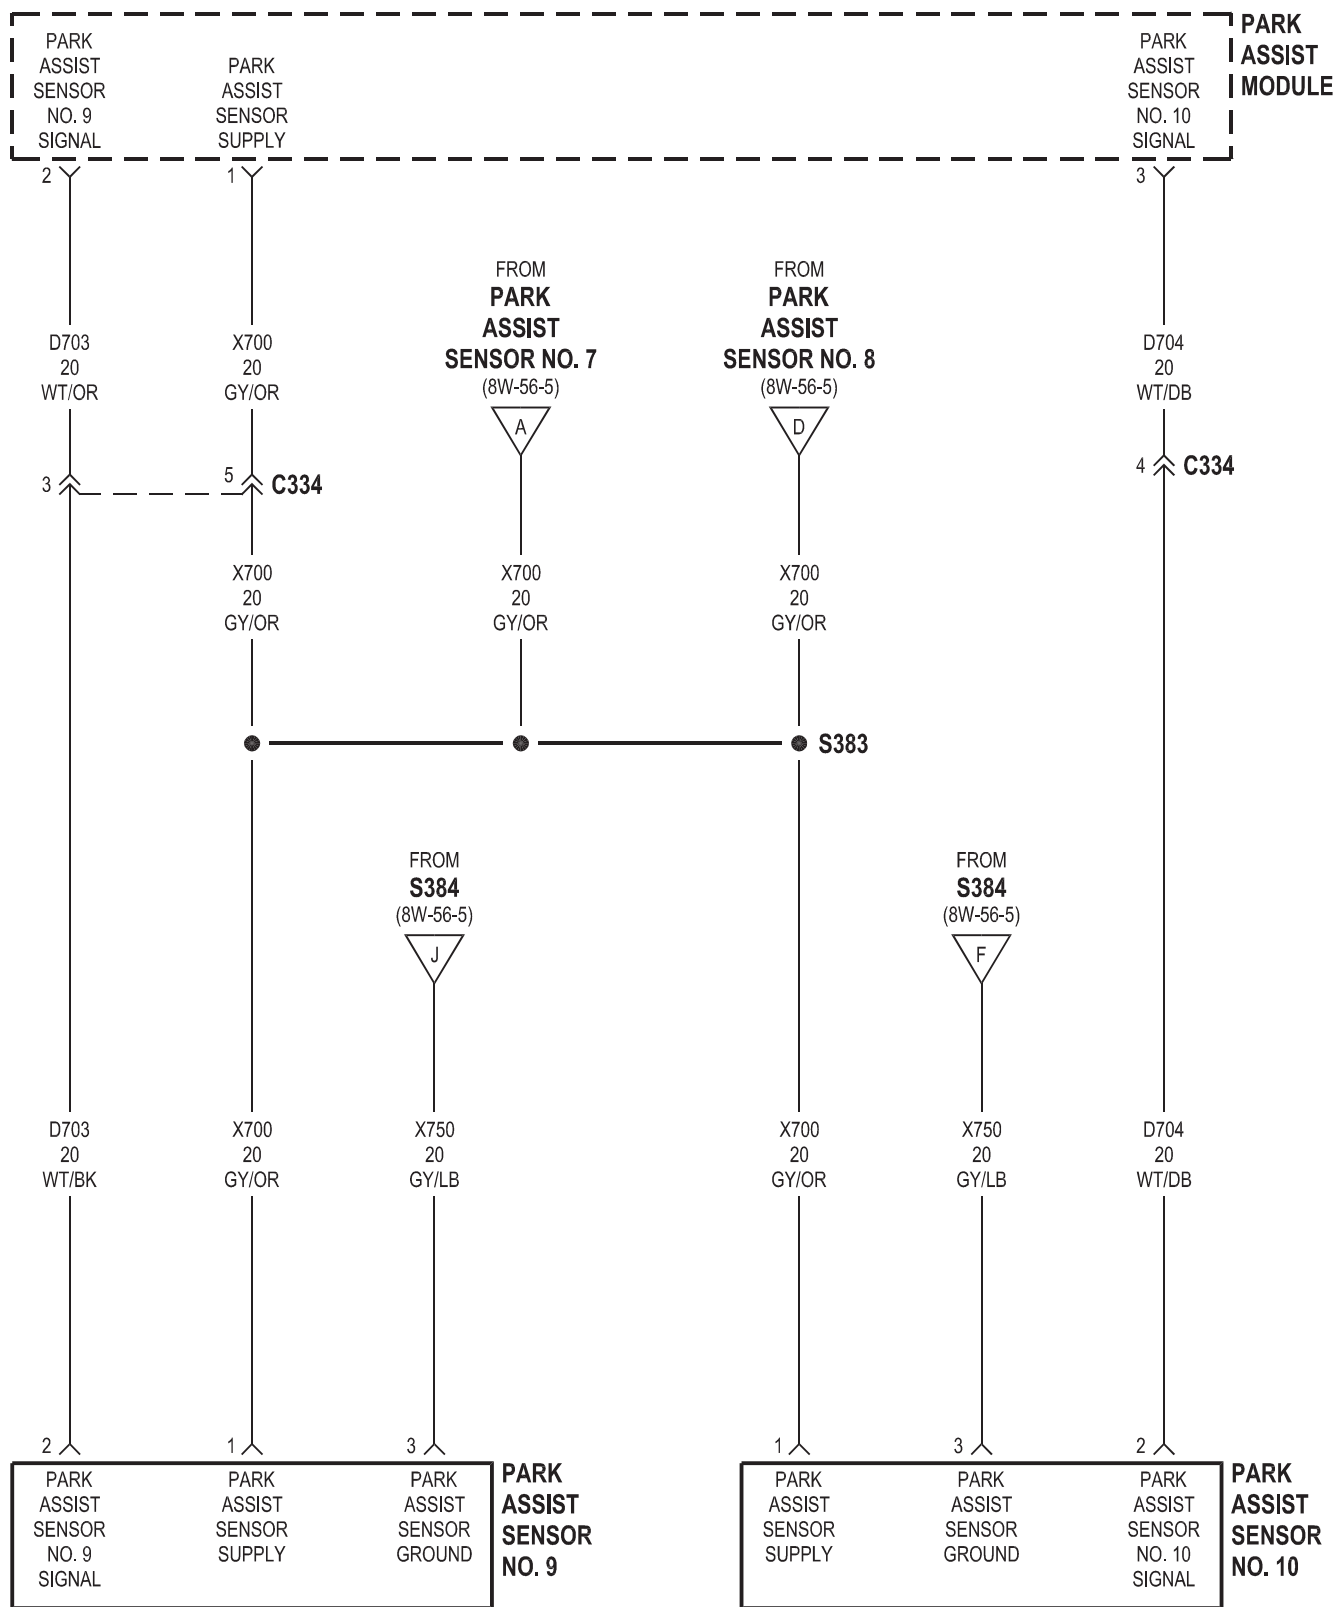 PARK
ASSIST
MODULE
PARK
ASSIST
SENSOR
NO. 9
SIGNAL
PARK
ASSIST
SENSOR
SUPPLY
PARK
ASSIST
SENSOR
NO. 10
SIGNAL
2
1
3
FROM
PARK
ASSIST
SENSOR NO. 7
(8W-56-5)
A
FROM
PARK
ASSIST
SENSOR NO. 8
(8W-56-5)
D
D703
20
WT/OR
X700
20
GY/OR
D704
20
WT/DB
3
5
C334
4
C334
X700
20
GY/OR
X700
20
GY/OR
X700
20
GY/OR
S383
FROM
S384
(8W-56-5)
J
FROM
S384
(8W-56-5)
F
D703
20
WT/BK
X700
20
GY/OR
X750
20
GY/LB
X700
20
GY/OR
X750
20
GY/LB
D704
20
WT/DB
2
1
3
1
3
2
PARK
ASSIST
SENSOR
NO. 9
SIGNAL
PARK
ASSIST
SENSOR
SUPPLY
PARK
ASSIST
SENSOR
GROUND
PARK
ASSIST
SENSOR
NO. 9
PARK
ASSIST
SENSOR
SUPPLY
PARK
ASSIST
SENSOR
GROUND
PARK
ASSIST
SENSOR
NO. 10
SIGNAL
PARK
ASSIST
SENSOR
NO. 10